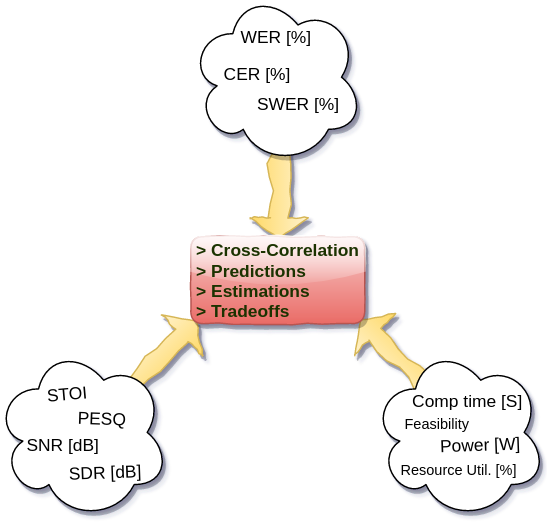 WER [%]
CER [%]
SWER [%]
> Cross-Correlation
> Predictions
> Estimations
> Tradeoffs
STOI
PESQ
SNR [dB]
SDR [dB]
Comp time [S]
Feasibility
Power [W]
Resource Util. [%]